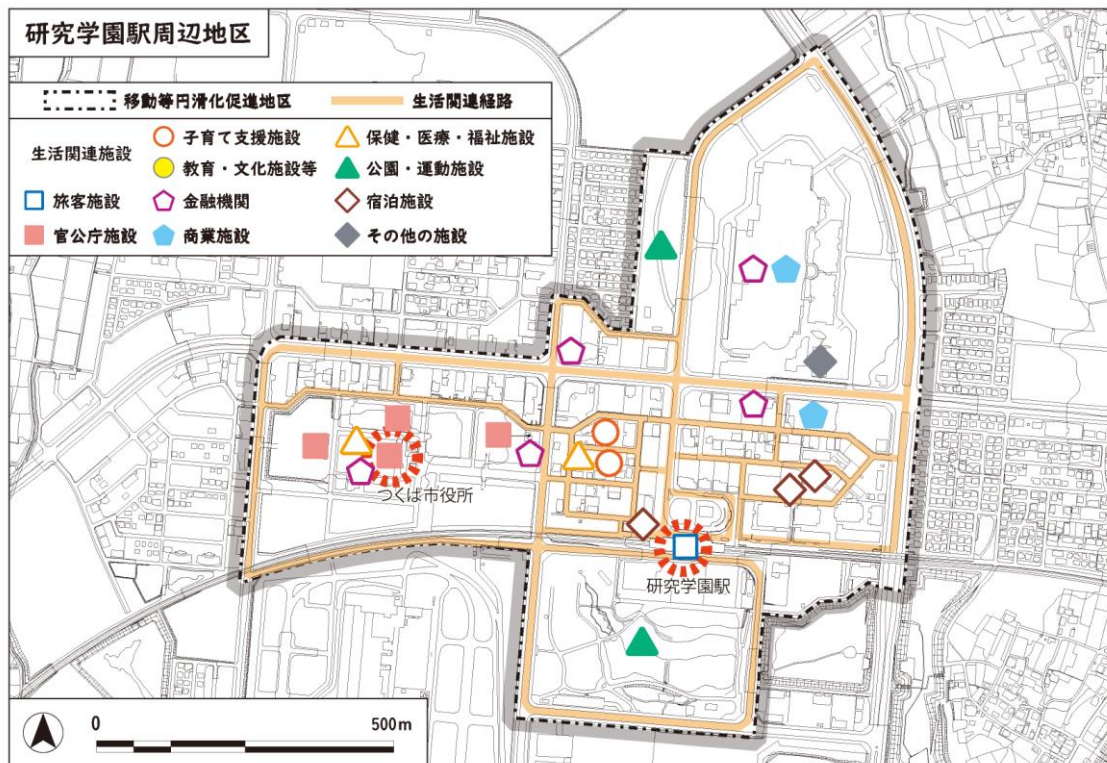 研究学園駅周辺地区
移動等円滑化促進地区
生活関連経路
生活関連施設
子育て支援施設
保健・医療・福祉施設
教育・文化施設等
公園・運動施設
旅客施設
金融機関
宿泊施設
官公庁施設
商業施設
その他の施設
つくば市役所
研究学園駅
0
500m